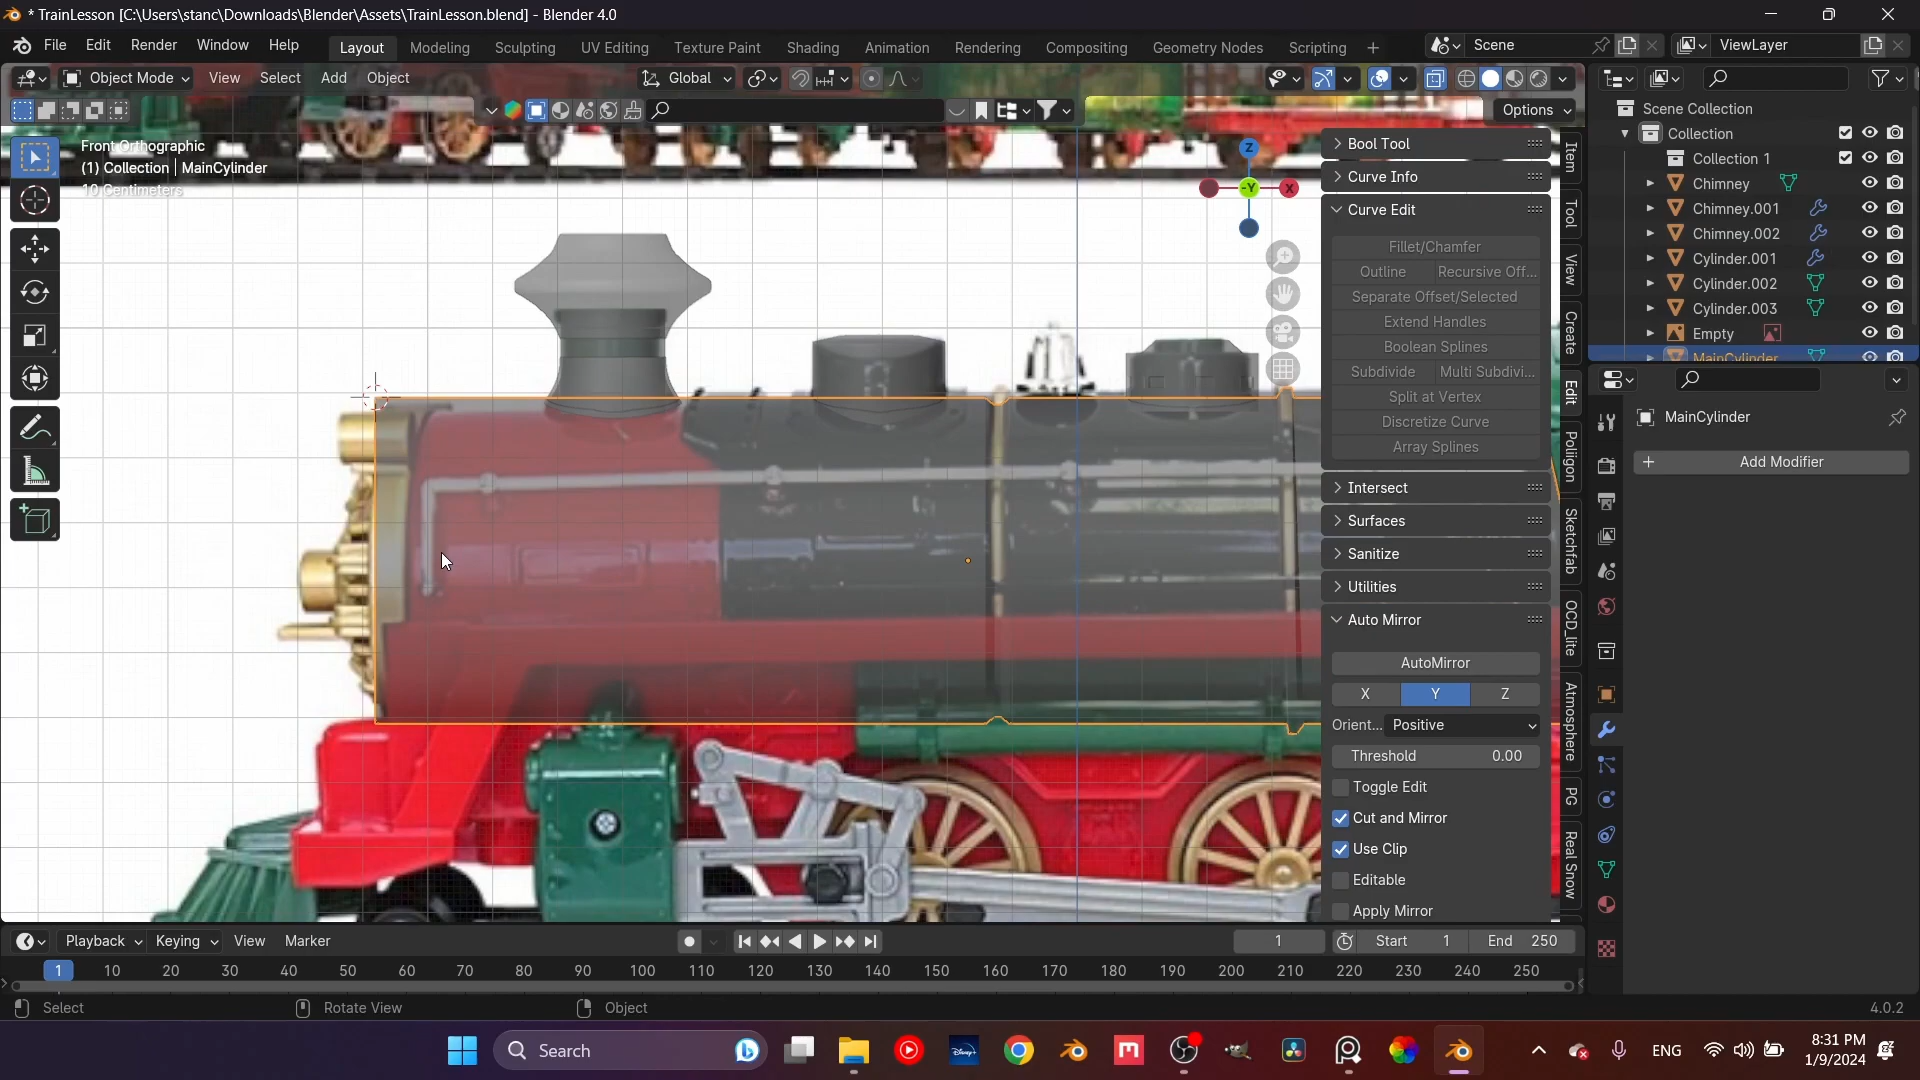 * TrainLesson [C:\Users\stanc\Downloads\Blender\Assets\TrainLesson.blend] - Blender 4.0
File Edit Render Window Help Layout Modeling Sculpting UV Editing Texture Paint Shading Animation Rendering Compositing Geometry Nodes Scripting + Scene ViewLayer
Object Mode View Select Add Object Global
Options
Front Orthographic
(1) Collection | MainCylinder
10 Centimeters
Z
-Y X
Bool Tool
Curve Info
Curve Edit
Fillet/Chamfer
Outline Recursive Off...
Separate Offset/Selected
Extend Handles
Boolean Splines
Subdivide Multi Subdivi...
Split at Vertex
Discretize Curve
Array Splines
Intersect
Surfaces
Sanitize
Utilities
Auto Mirror
AutoMirror
X Y Z
Orient... Positive
Threshold 0.00
Toggle Edit
Cut and Mirror
Use Clip
Editable
Apply Mirror
Item
Tool
View
Create
Edit
Poliigon
Sketchfab
OCD_lite
Atmosphere
PG
Real Snow
Scene Collection
Collection
Collection 1
Chimney
Chimney.001
Chimney.002
Cylinder.001
Cylinder.002
Cylinder.003
Empty
MainCylinder
MainCylinder
+ Add Modifier
Playback Keying View Marker 1 Start 1 End 250
1 10 20 30 40 50 60 70 80 90 100 110 120 130 140 150 160 170 180 190 200 210 220 230 240 250
Select Rotate View Object 4.0.2
Search Disney+ ENG 8:31 PM
1/9/2024